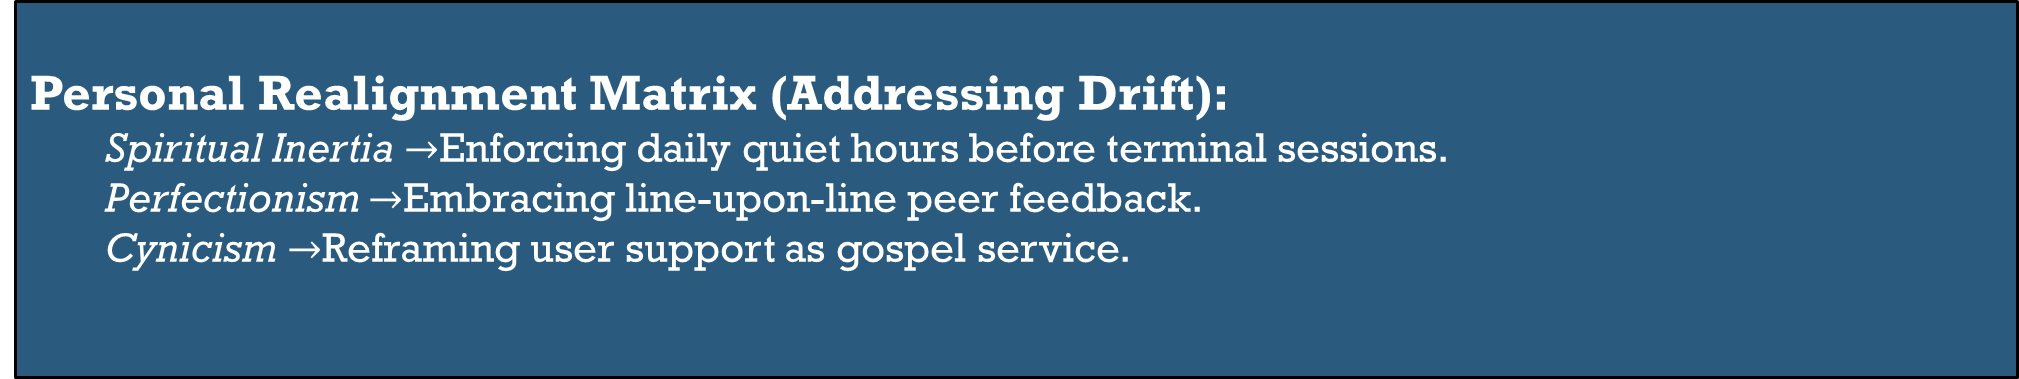 Personal Realignment Matrix (Addressing Drift):
Spiritual Inertia →Enforcing daily quiet hours before terminal sessions.
Perfectionism →Embracing line-upon-line peer feedback.
Cynicism →Reframing user support as gospel service.